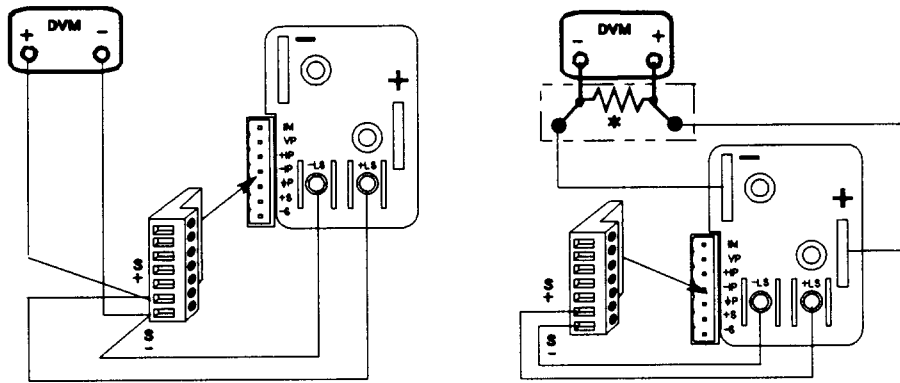 DVM
+ -
-
+
IM
VP
+IP
-IP
↓P
+S
-S
-LS +LS
S +
S -
DVM
- +
*
-
+
IM
VP
+IP
-IP
↓P
+S
-S
-LS +LS
S +
S -